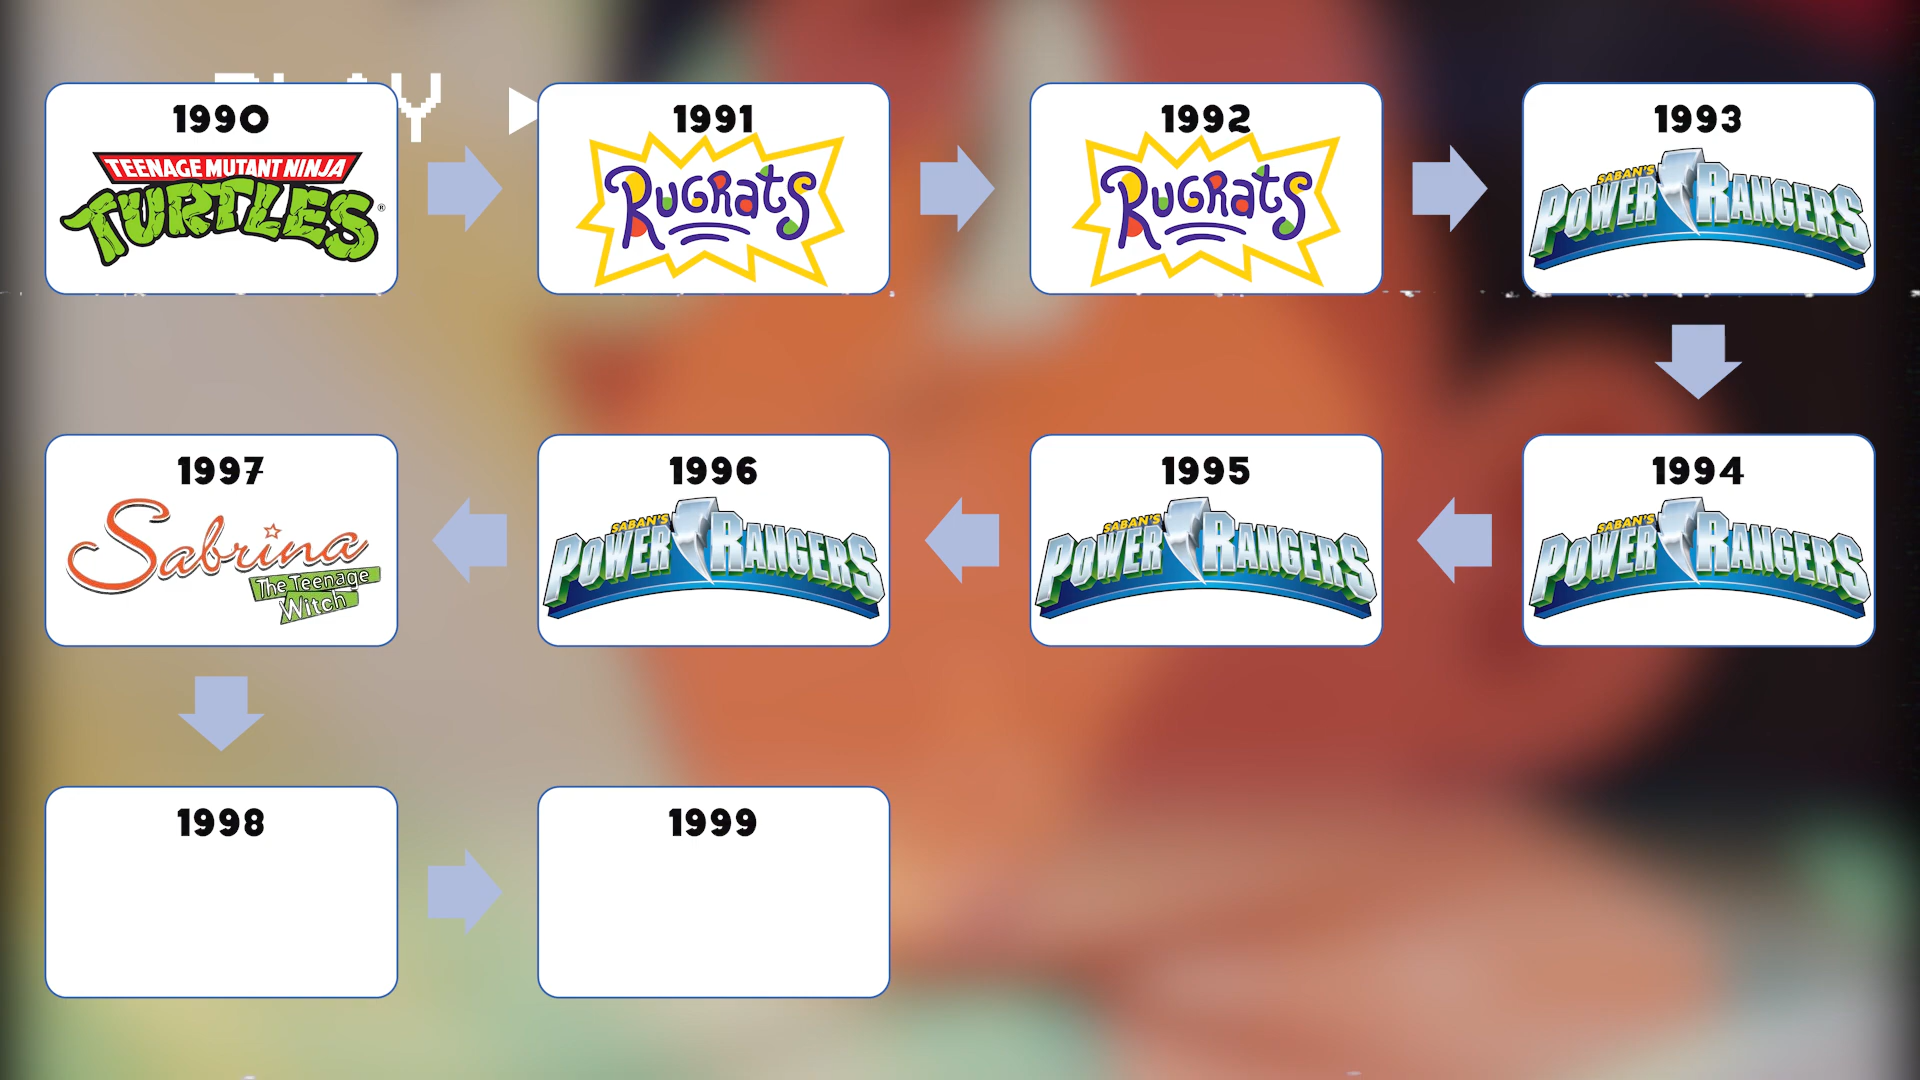 PLAY
1990
TEENAGE MUTANT NINJA
TURTLES®
1991
RUGRatS
1992
RUGRatS
1993
SABAN'S
POWER RANGERS
1994
SABAN'S
POWER RANGERS
1995
SABAN'S
POWER RANGERS
1996
SABAN'S
POWER RANGERS
1997
Sabrina
The Teenage
Witch
1998
1999